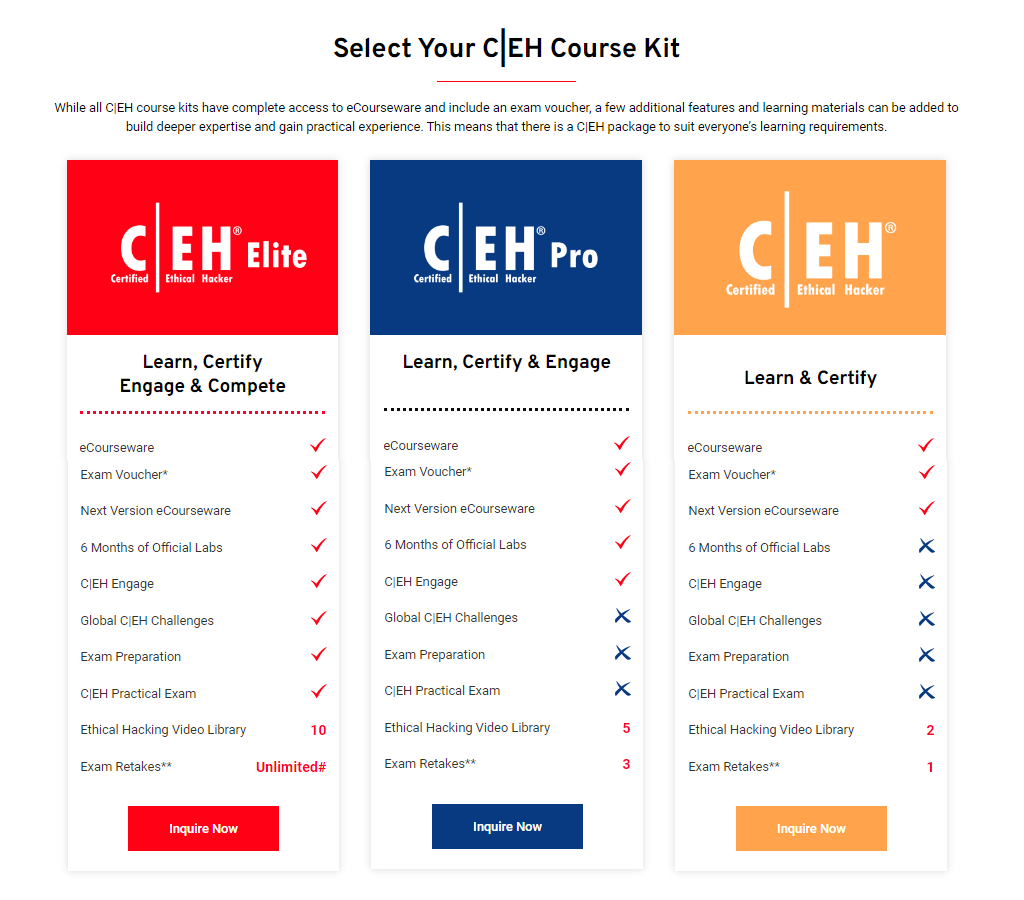 Select Your C|EH Course Kit
While all C|EH course kits have complete access to eCourseware and include an exam voucher, a few additional features and learning materials can be added to
build deeper expertise and gain practical experience. This means that there is a C|EH package to suit everyone's learning requirements.
C|EH® Elite
Certified Ethical Hacker
Learn, Certify
Engage & Compete
eCourseware
Exam Voucher*
Next Version eCourseware
6 Months of Official Labs
C|EH Engage
Global C|EH Challenges
Exam Preparation
C|EH Practical Exam
Ethical Hacking Video Library 10
Exam Retakes** Unlimited#
Inquire Now
C|EH® Pro
Certified Ethical Hacker
Learn, Certify & Engage
eCourseware
Exam Voucher*
Next Version eCourseware
6 Months of Official Labs
C|EH Engage
Global C|EH Challenges
Exam Preparation
C|EH Practical Exam
Ethical Hacking Video Library 5
Exam Retakes** 3
Inquire Now
C|EH®
Certified Ethical Hacker
Learn & Certify
eCourseware
Exam Voucher*
Next Version eCourseware
6 Months of Official Labs
C|EH Engage
Global C|EH Challenges
Exam Preparation
C|EH Practical Exam
Ethical Hacking Video Library 2
Exam Retakes** 1
Inquire Now